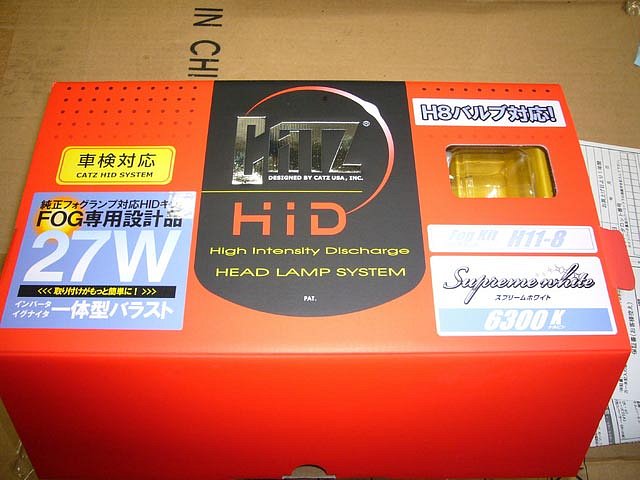 IN CHI
CATZ®
DESIGNED BY CATZ USA, INC.
HiD
High Intensity Discharge
HEAD LAMP SYSTEM
PAT.
車検対応
CATZ HID SYSTEM
純正フォグランプ対応HIDキ
FOG専用設計品
27W
<<< 取り付けがもっと簡単に! >>>
インバータ
イグナイタ
一体型バラスト
H8バルブ対応!
Fog Kit H11-8
Supreme white
スプリームホワイト
6300K
ケルビン